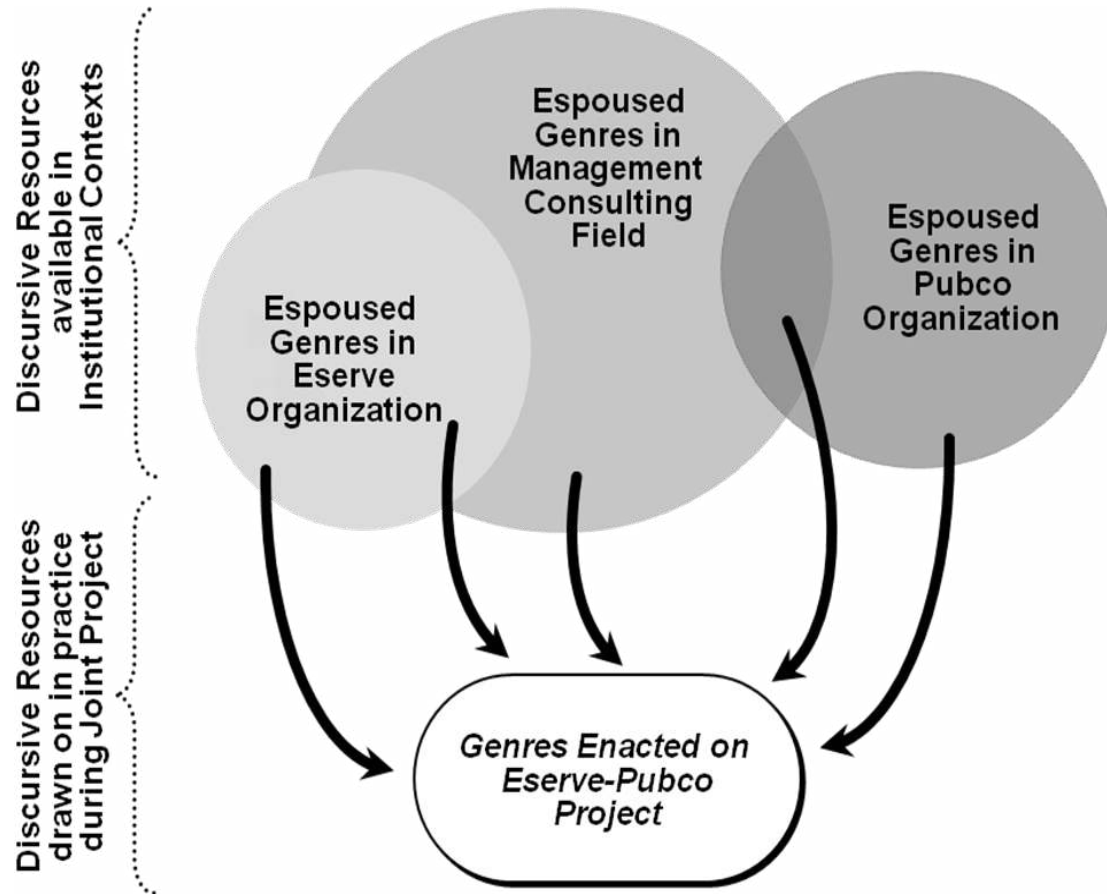 Discursive Resources
available in
Institutional Contexts
Espoused
Genres in
Management
Consulting
Field
Espoused
Genres in
Pubco
Organization
Espoused
Genres in
Eserve
Organization
Discursive Resources
drawn on in practice
during Joint Project
Genres Enacted on
Eserve-Pubco
Project